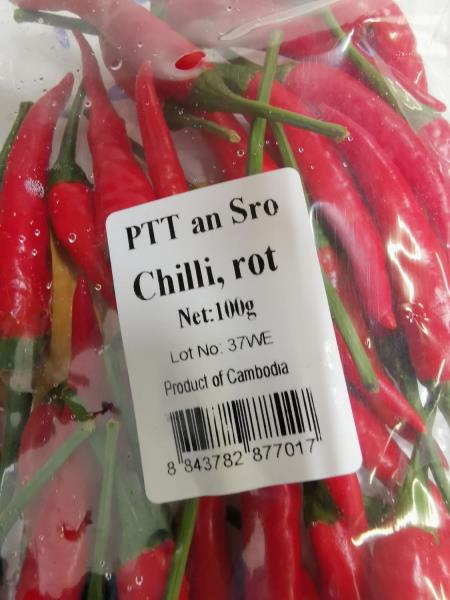 PTT an Sro
Chilli, rot
Net:100g
Lot No: 37WE
Product of Cambodia
8 843782 877017